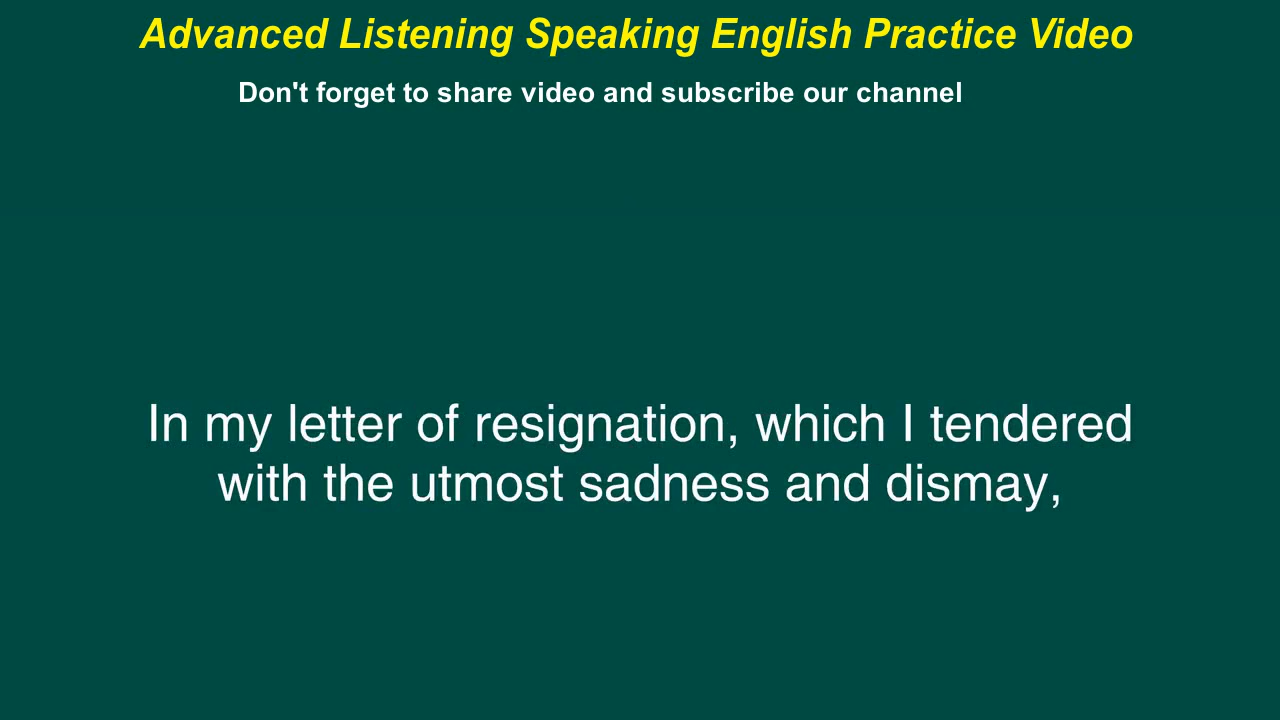 Advanced Listening Speaking English Practice Video
Don't forget to share video and subscribe our channel
In my letter of resignation, which I tendered
with the utmost sadness and dismay,